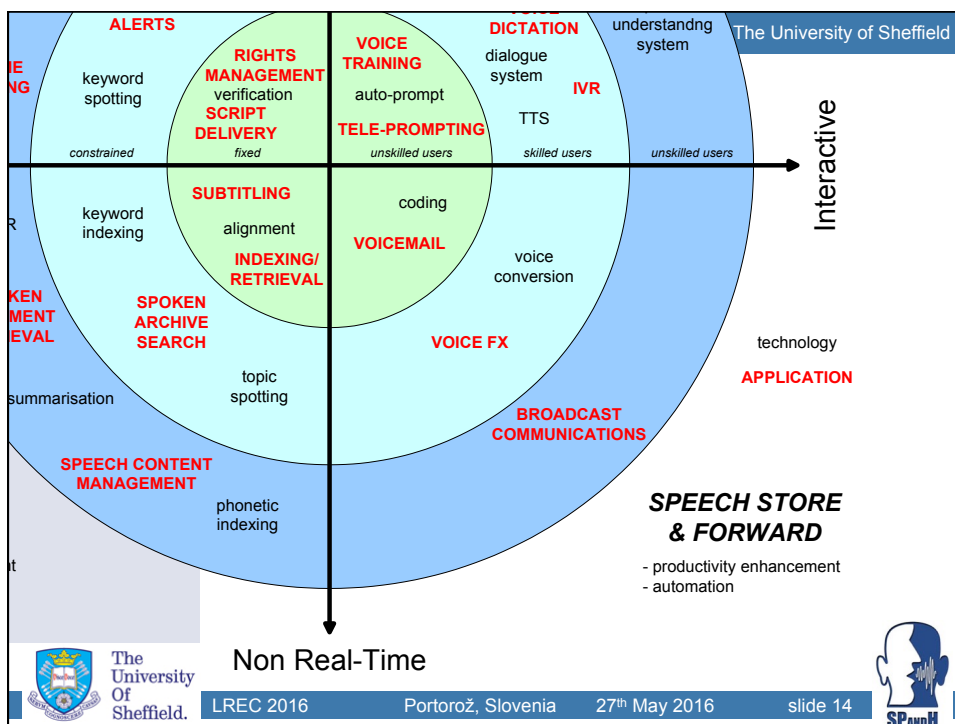 ALERTS
VOICE
DICTATION
understandng
system
The University of Sheffield
RIGHTS
MANAGEMENT
verification
SCRIPT
DELIVERY
VOICE
TRAINING
auto-prompt
TELE-PROMPTING
dialogue
system
IVR
TTS
keyword
spotting
NG
constrained
fixed
unskilled users
skilled users
unskilled users
Interactive
SUBTITLING
alignment
INDEXING/
RETRIEVAL
coding
VOICEMAIL
keyword
indexing
R
voice
conversion
KEN
MENT
EVAL
SPOKEN
ARCHIVE
SEARCH
VOICE FX
technology
APPLICATION
summarisation
topic
spotting
BROADCAST
COMMUNICATIONS
SPEECH CONTENT
MANAGEMENT
phonetic
indexing
SPEECH STORE
& FORWARD
- productivity enhancement
- automation
Non Real-Time
The
University
Of
Sheffield.
LREC 2016 Portorož, Slovenia 27th May 2016 slide 14
SPANDH